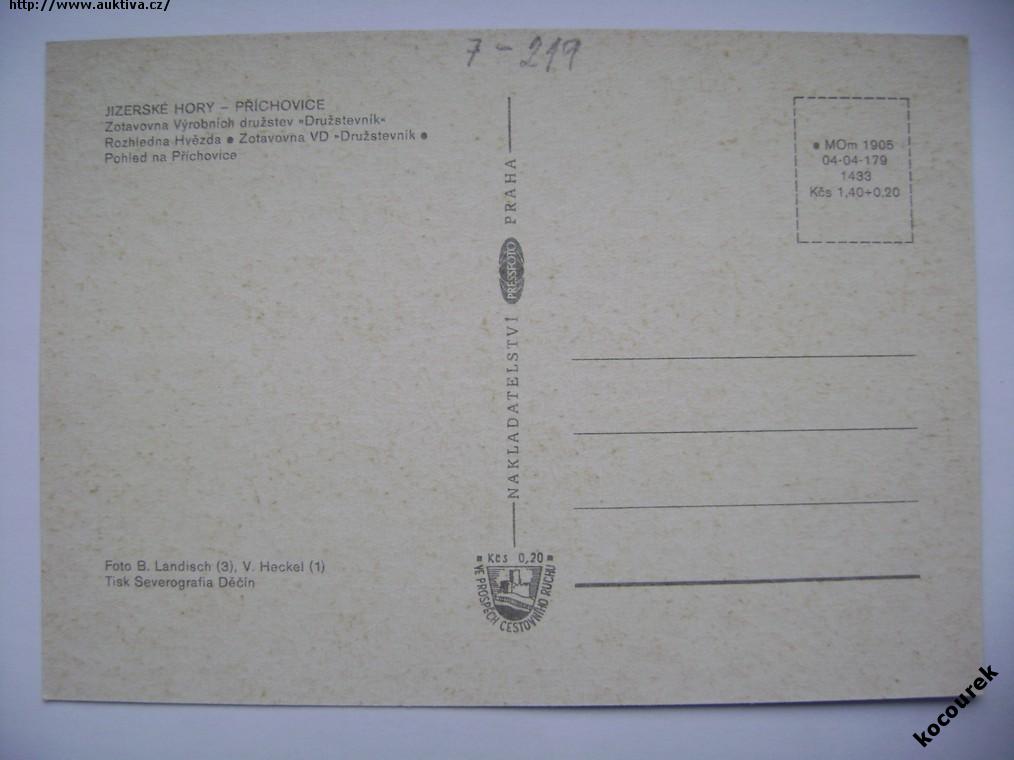 http://www.auktiva.cz/
7 - 219
JIZERSKÉ HORY – PŘÍCHOVICE
Zotavovna Výrobních družstev »Družstevník«
Rozhledna Hvězda ● Zotavovna VD »Družstevník ●
Pohled na Příchovice
● MOm 1905
04-04-179
1433
Kčs 1,40+0,20
NAKLADATELSTVÍ PRESSFOTO PRAHA
Foto B. Landisch (3), V. Heckel (1)
Tisk Severografia Děčín
Kčs 0,20
VE PROSPĚCH CESTOVNÍHO RUCHU
kocourek